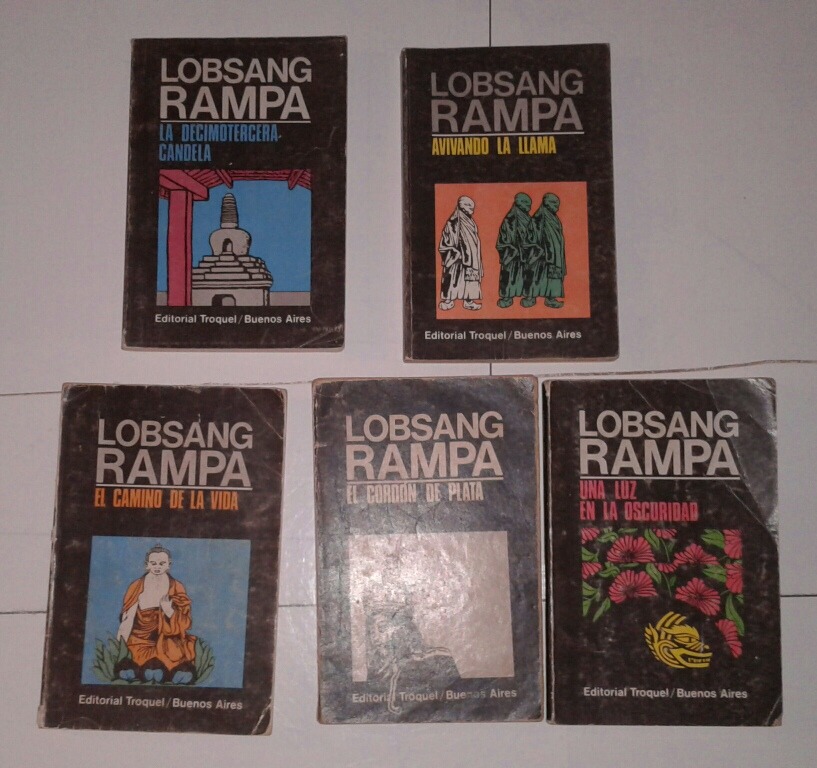 LOBSANG
RAMPA
LA DECIMOTERCERA-
CANDELA
Editorial Troquel/Buenos Aires
LOBSANG
RAMPA
AVIVANDO LA LLAMA
Editorial Troquel/Buenos Aires
LOBSANG
RAMPA
EL CAMINO DE LA VIDA
Editorial Troquel/Buenos Aires
LOBSANG
RAMPA
EL CORDON DE PLATA
Editorial Troquel/Buenos Aires
LOBSANG
RAMPA
UNA LUZ
EN LA OSCURIDAD
Editorial Troquel/Buenos Aires